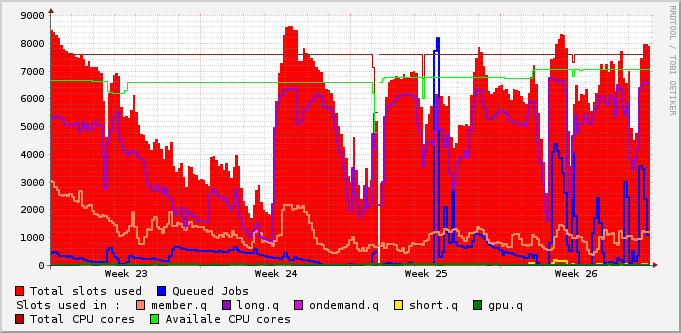 9000
8000
7000
6000
5000
4000
3000
2000
1000
0
Week 23 Week 24 Week 25 Week 26
Total slots used Queued Jobs
Slots used in : member.q long.q ondemand.q short.q gpu.q
Total CPU cores Availale CPU cores
RRDTOOL / TOBI OETIKER